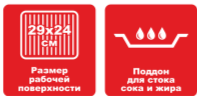 29x24
см
Размер
рабочей
поверхности
Поддон
для стока
сока и жира